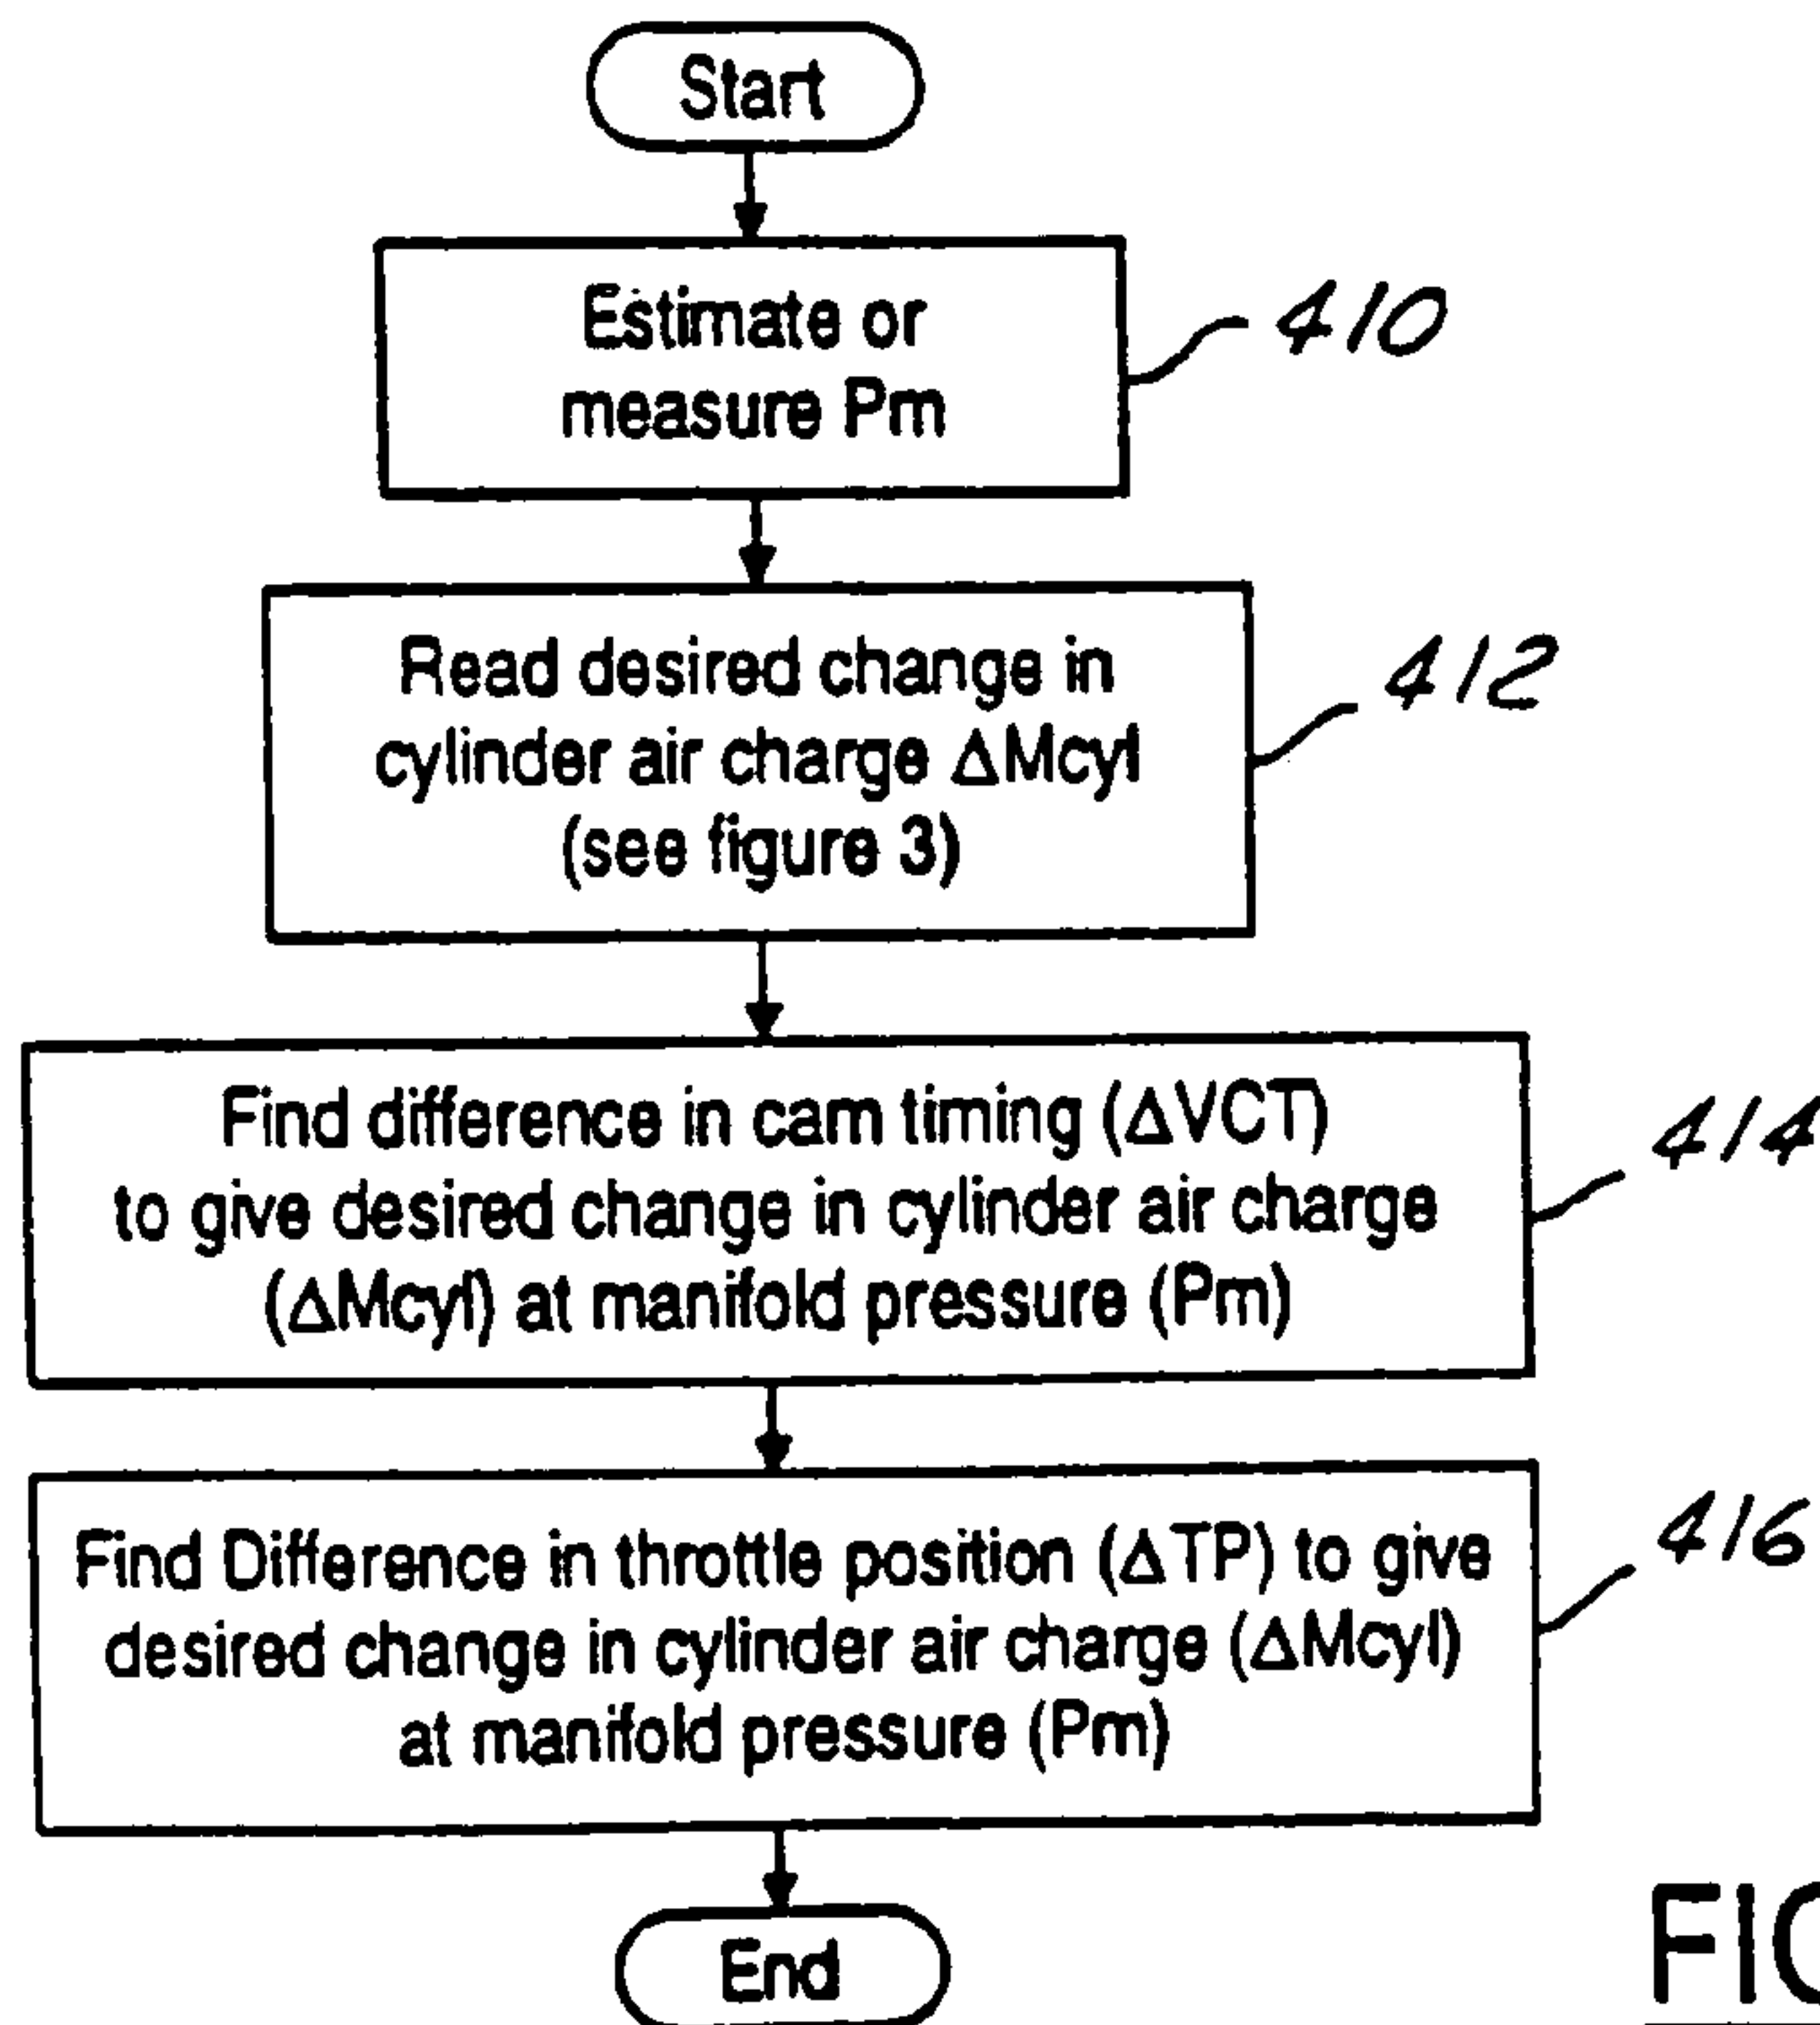 Start
Estimate or
measure Pm
410
Read desired change in
cylinder air charge ΔMcyl
(see figure 3)
412
Find difference in cam timing (ΔVCT)
to give desired change in cylinder air charge
(ΔMcyl) at manifold pressure (Pm)
414
Find Difference in throttle position (ΔTP) to give
desired change in cylinder air charge (ΔMcyl)
at manifold pressure (Pm)
416
End